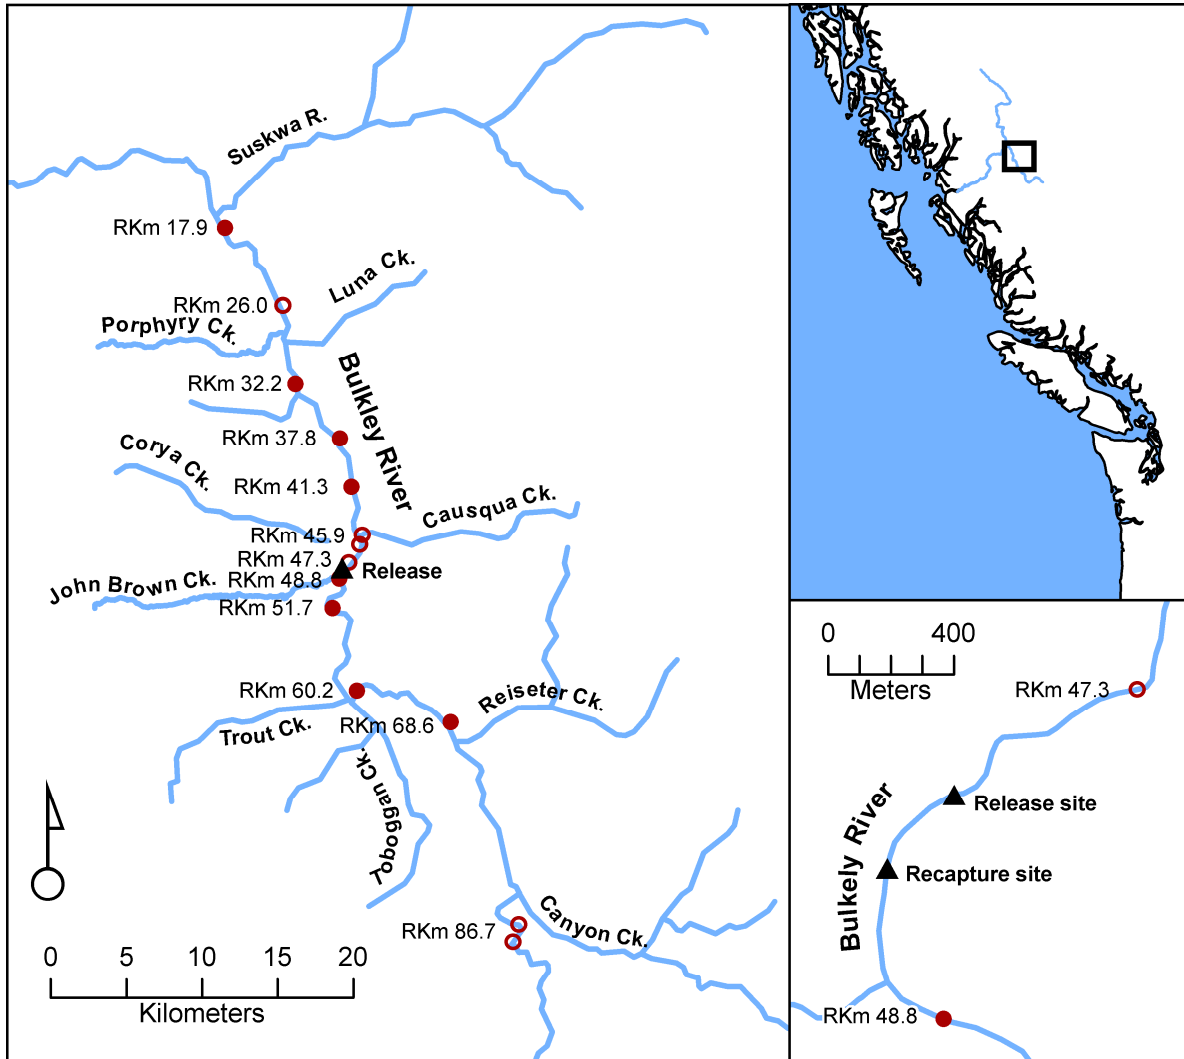 Suskwa R.
RKm 17.9
Luna Ck.
RKm 26.0
Porphyry Ck.
RKm 32.2
Bulkley River
RKm 37.8
Corya Ck.
RKm 41.3
Causqua Ck.
RKm 45.9
RKm 47.3
Release
John Brown Ck.
RKm 48.8
RKm 51.7
RKm 60.2
Reiseter Ck.
Trout Ck.
RKm 68.6
Toboggan Ck.
Canyon Ck.
RKm 86.7
0 5 10 15 20
Kilometers
0 400
Meters
RKm 47.3
Release site
Bulkely River
Recapture site
RKm 48.8